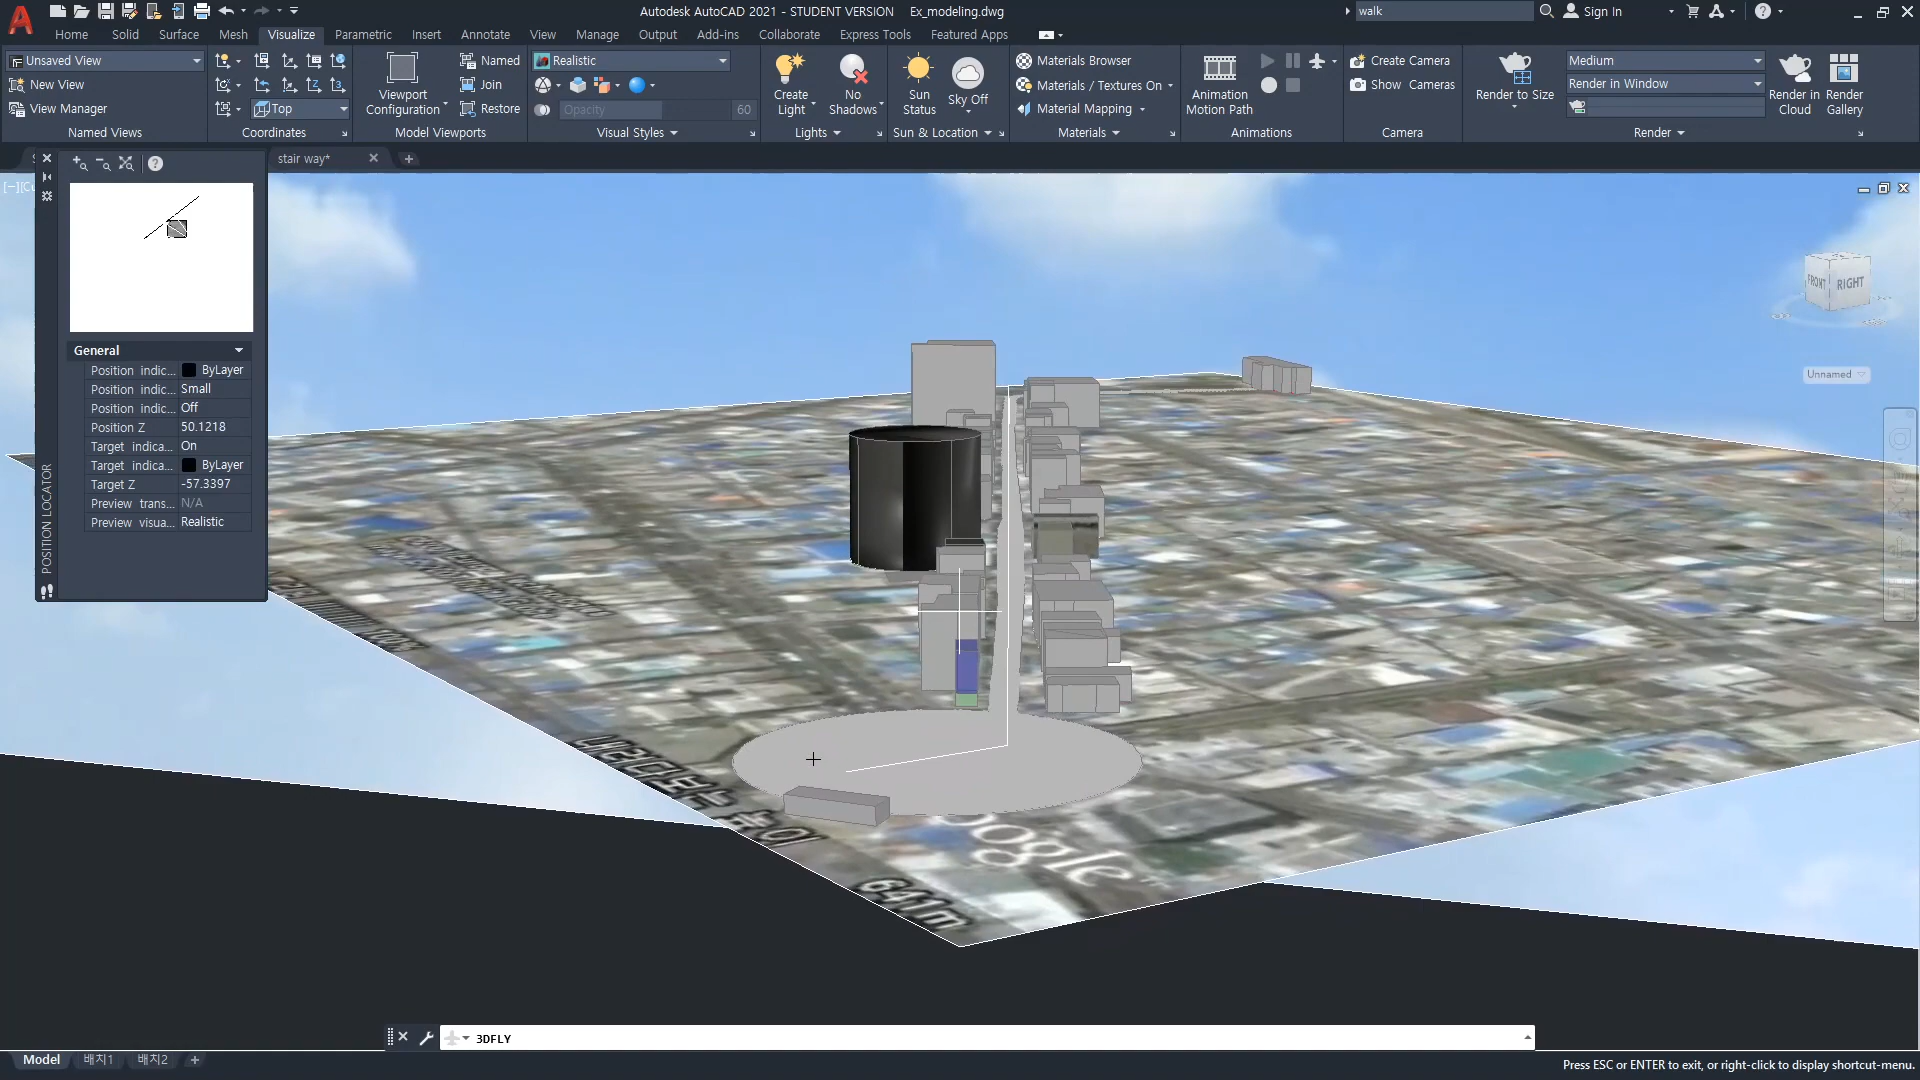 Autodesk AutoCAD 2021 - STUDENT VERSION Ex_modeling.dwg
walk
Sign In
Home Solid Surface Mesh Visualize Parametric Insert Annotate View Manage Output Add-ins Collaborate Express Tools Featured Apps
Unsaved View
New View
View Manager
Named Views
Top
Coordinates
Viewport
Configuration
Named
Join
Restore
Model Viewports
Realistic
Opacity 60
Visual Styles
Create
Light
No
Shadows
Lights
Sun
Status
Sky Off
Sun & Location
Materials Browser
Materials / Textures On
Material Mapping
Materials
Animation
Motion Path
Animations
Create Camera
Show Cameras
Camera
Render to Size
Medium
Render in Window
Render in
Cloud
Render
Gallery
Render
stair way*
POSITION LOCATOR
General
Position indic... ByLayer
Position indic... Small
Position indic... Off
Position Z 50.1218
Target indica... On
Target indica... ByLayer
Target Z -57.3397
Preview trans... N/A
Preview visua... Realistic
FRONT RIGHT
Unnamed
oogle
641m
3DFLY
Model 배치1 배치2
Press ESC or ENTER to exit, or right-click to display shortcut-menu.